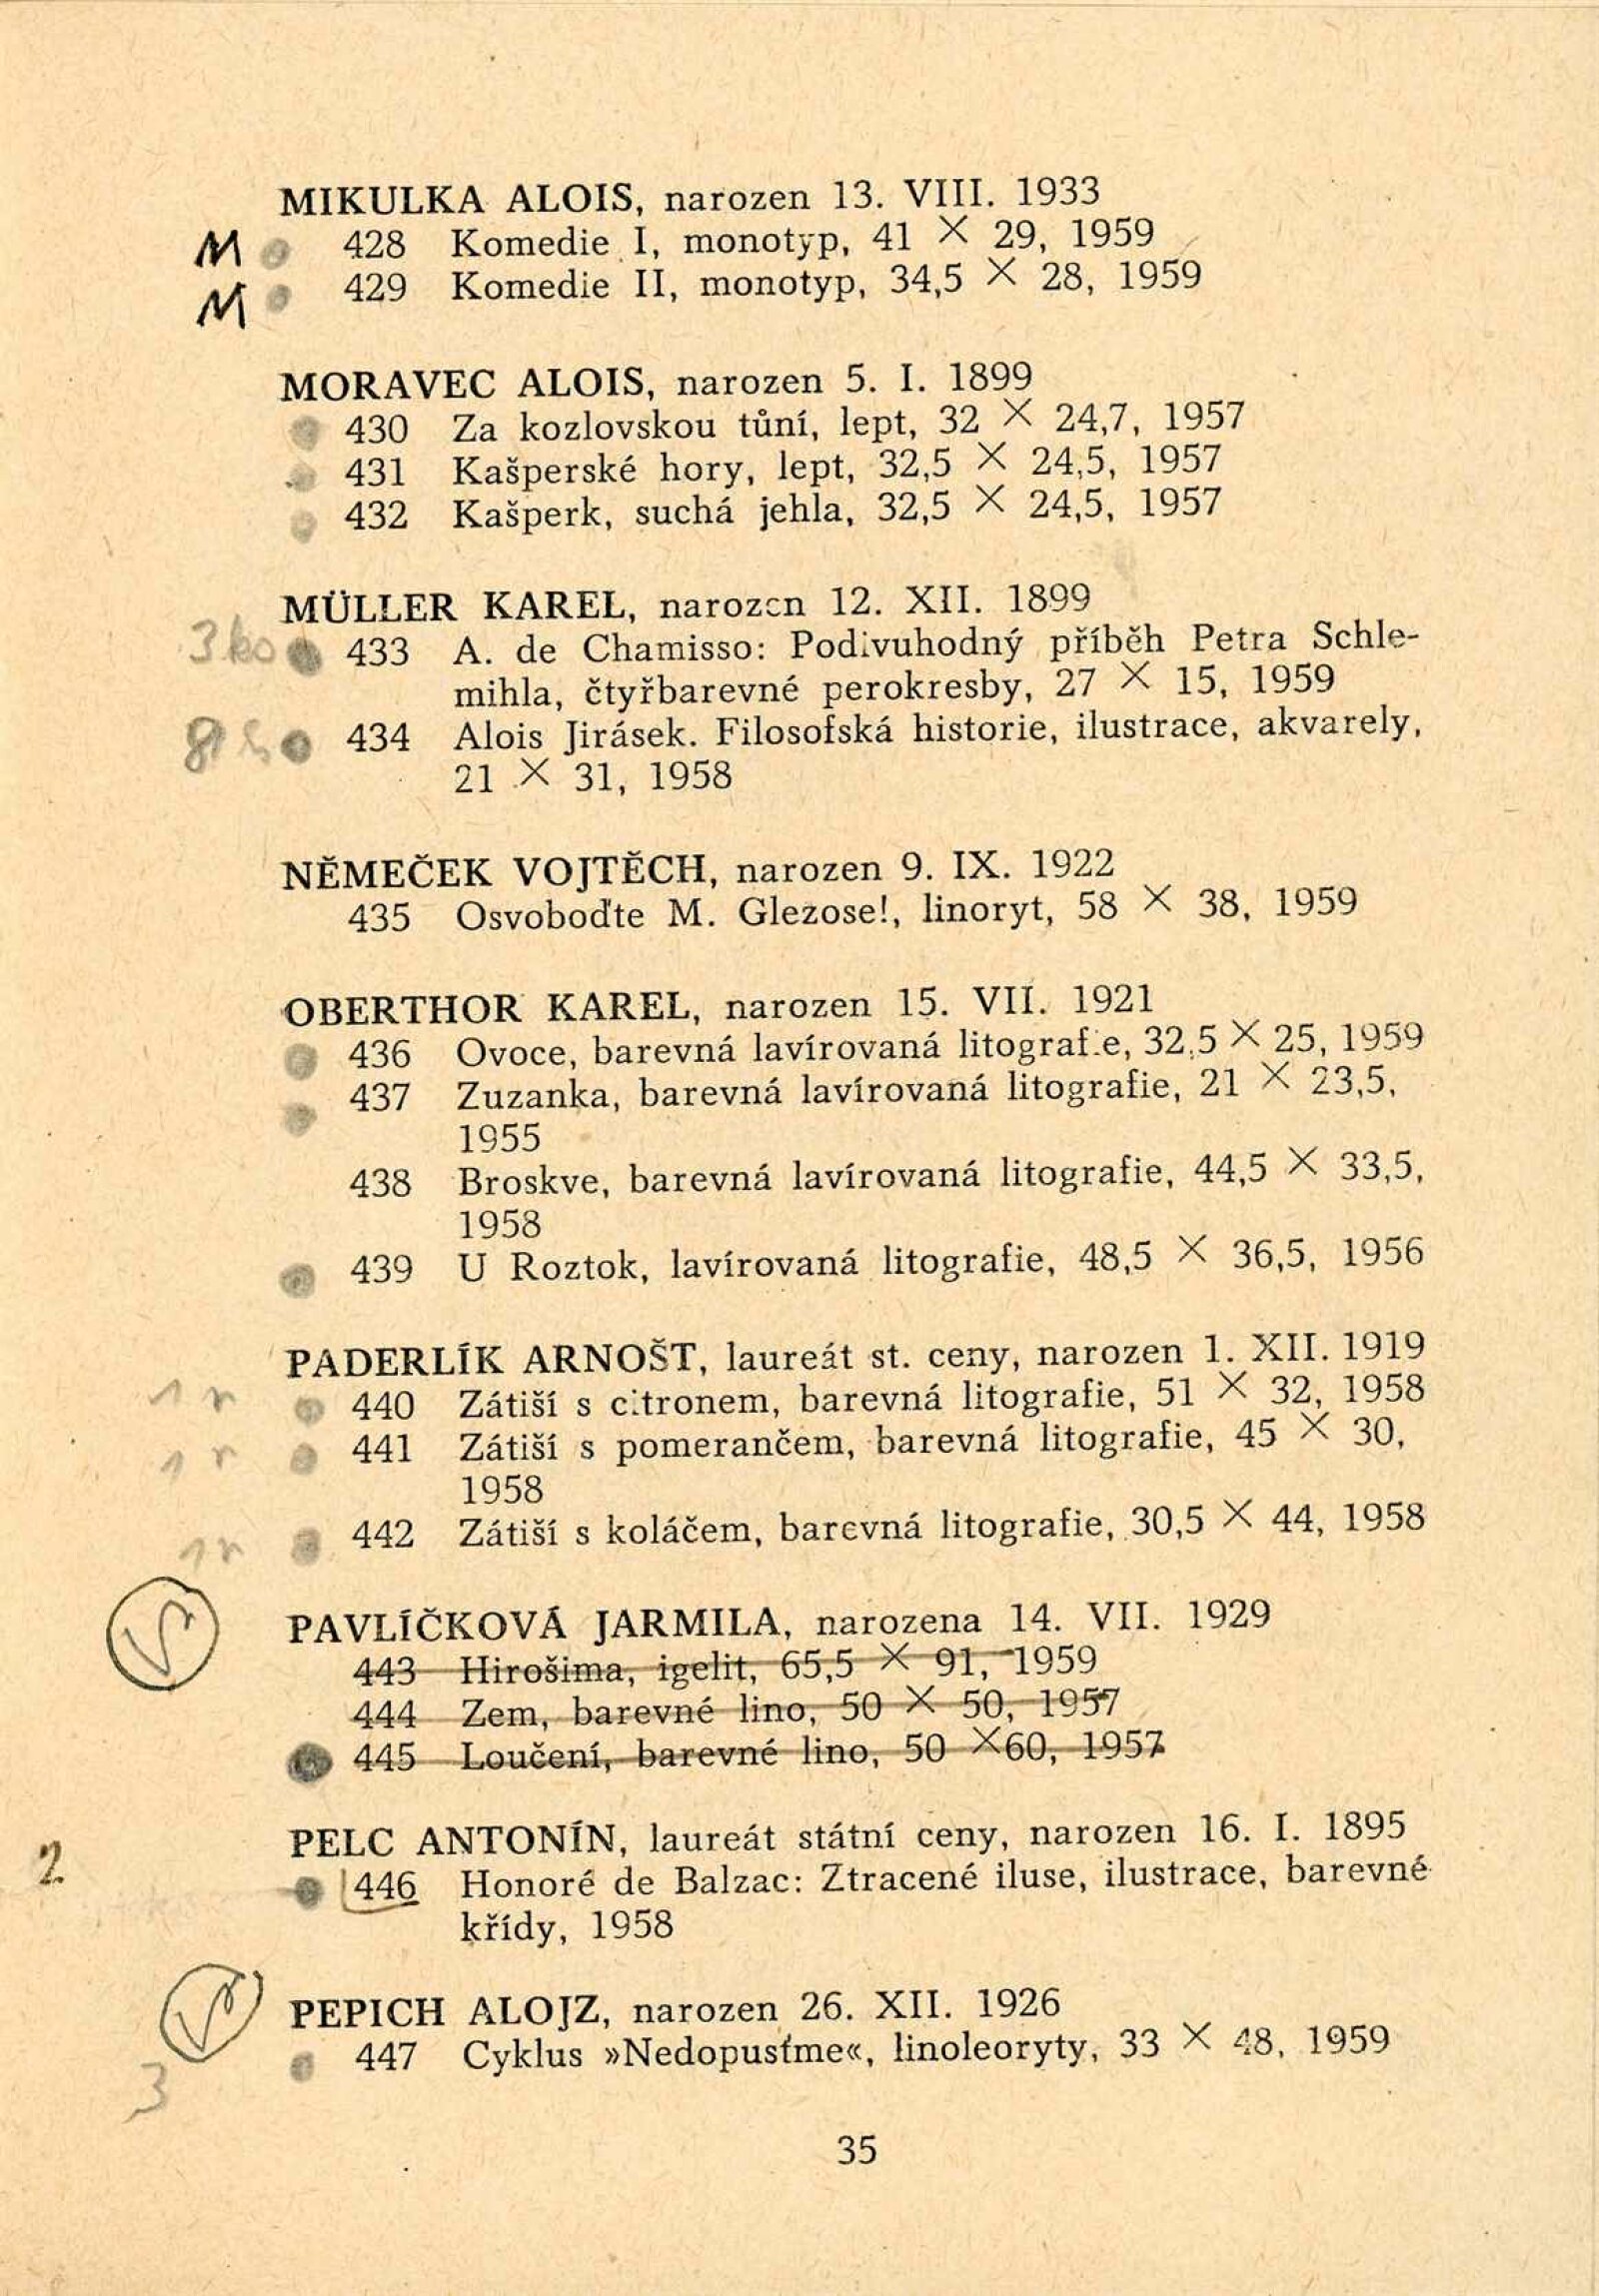 MIKULKA ALOIS, narozen 13. VIII. 1933
M 428 Komedie I, monotyp, 41 × 29, 1959
M 429 Komedie II, monotyp, 34,5 × 28, 1959
MORAVEC ALOIS, narozen 5. I. 1899
430 Za kozlovskou tůní, lept, 32 × 24,7, 1957
431 Kašperské hory, lept, 32,5 × 24,5, 1957
432 Kašperk, suchá jehla, 32,5 × 24,5, 1957
MÜLLER KAREL, narozen 12. XII. 1899
3 ks 433 A. de Chamisso: Podivuhodný příběh Petra Schle-
mihla, čtyřbarevné perokresby, 27 × 15, 1959
8 434 Alois Jirásek. Filosofská historie, ilustrace, akvarely,
21 × 31, 1958
NĚMEČEK VOJTĚCH, narozen 9. IX. 1922
435 Osvoboďte M. Glezose!, linoryt, 58 × 38, 1959
OBERTHOR KAREL, narozen 15. VII. 1921
436 Ovoce, barevná lavírovaná litografie, 32,5 × 25, 1959
437 Zuzanka, barevná lavírovaná litografie, 21 × 23,5,
1955
438 Broskve, barevná lavírovaná litografie, 44,5 × 33,5,
1958
439 U Roztok, lavírovaná litografie, 48,5 × 36,5, 1956
PADERLÍK ARNOŠT, laureát st. ceny, narozen 1. XII. 1919
1 r 440 Zátiší s citronem, barevná litografie, 51 × 32, 1958
1 r 441 Zátiší s pomerančem, barevná litografie, 45 × 30,
1958
1 r 442 Zátiší s koláčem, barevná litografie, 30,5 × 44, 1958
PAVLÍČKOVÁ JARMILA, narozena 14. VII. 1929
443 Hirošima, igelit, 65,5 × 91, 1959
444 Zem, barevné lino, 50 × 50, 1957
445 Loučení, barevné lino, 50 × 60, 1957
PELC ANTONÍN, laureát státní ceny, narozen 16. I. 1895
2 446 Honoré de Balzac: Ztracené iluse, ilustrace, barevné
křídy, 1958
PEPICH ALOJZ, narozen 26. XII. 1926
447 Cyklus »Nedopusťme«, linoleoryty, 33 × 48, 1959
3
35